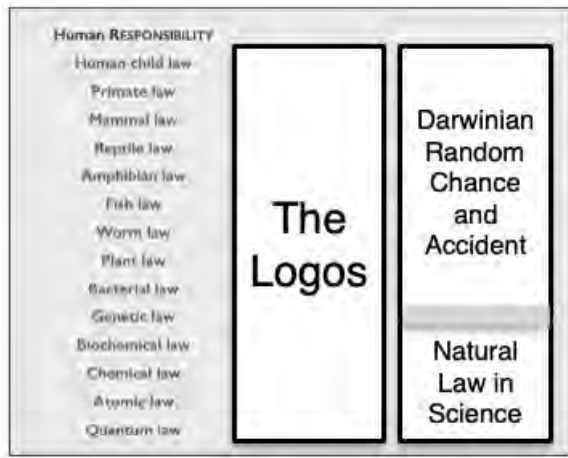 Human RESPONSIBILITY
Human child law
Primate law
Mammal law
Reptile law
Amphibian law
Fish law
Worm law
Plant law
Bacterial law
Genetic law
Biochemical law
Chemical law
Atomic law
Quantum law
The
Logos
Darwinian
Random
Chance
and
Accident
Natural
Law in
Science